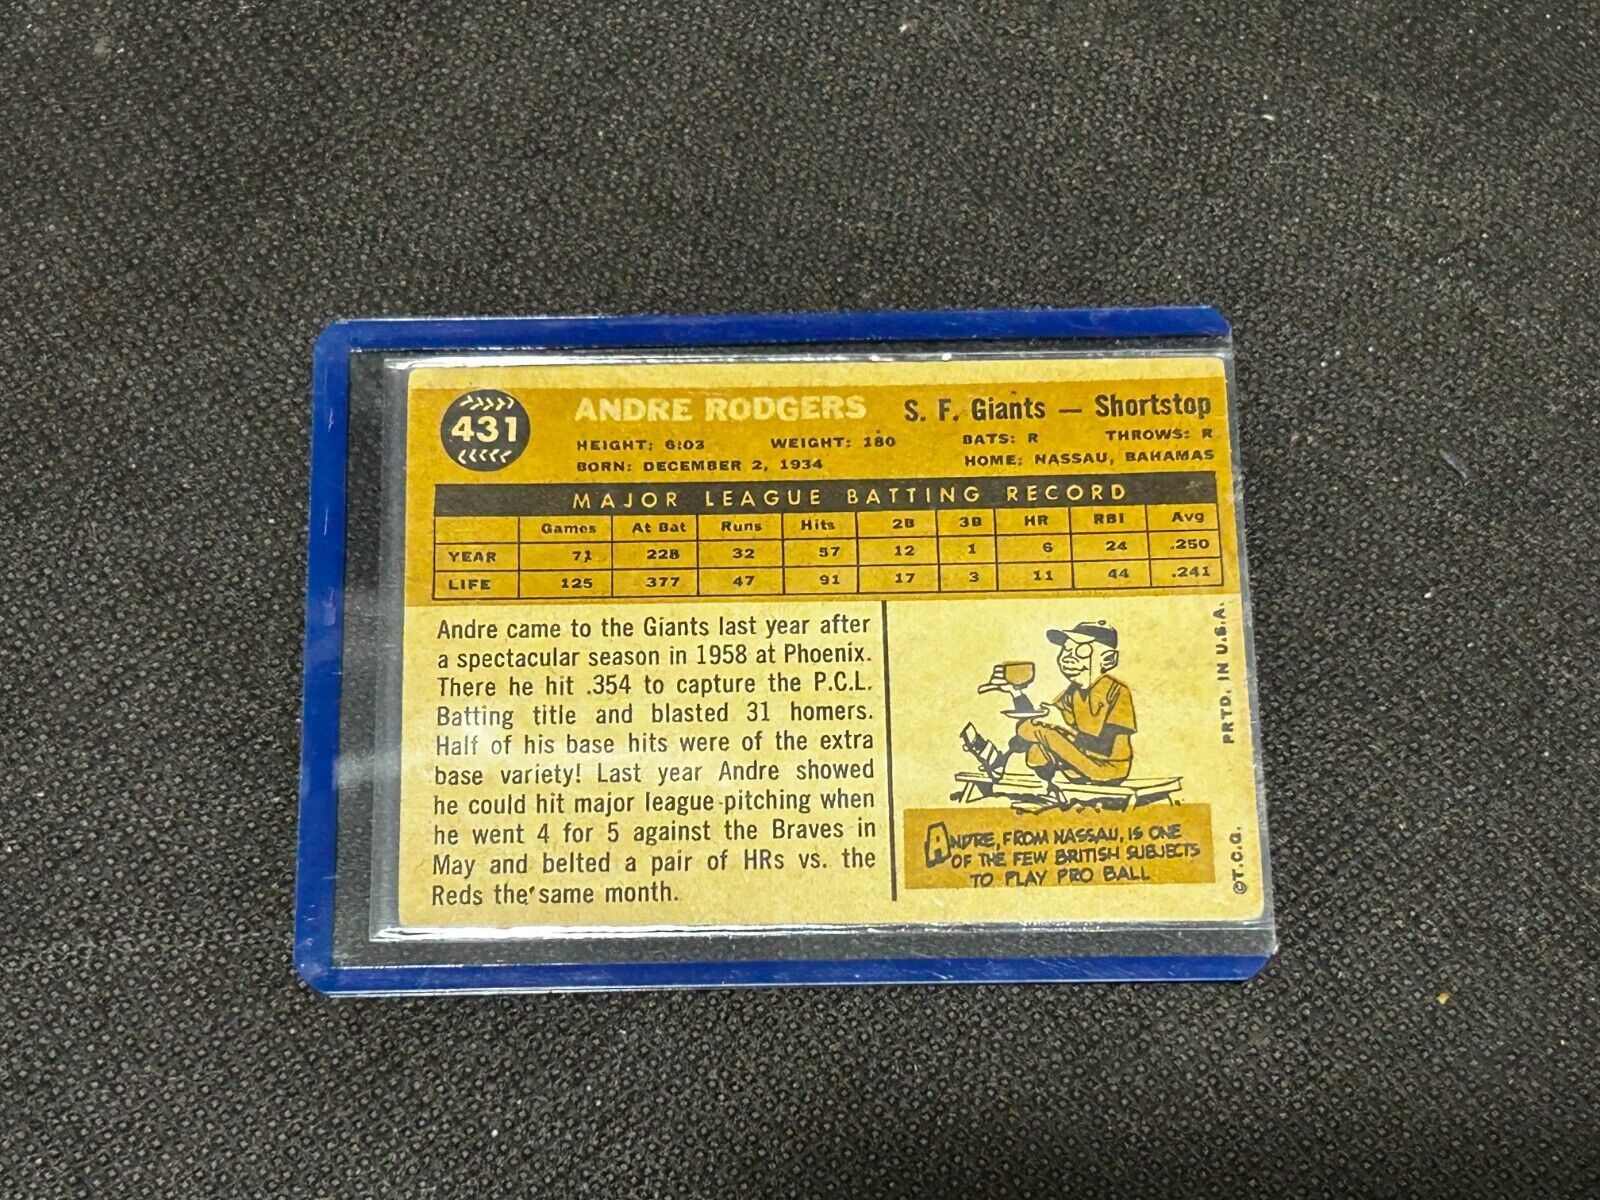 431
ANDRE RODGERS S. F. Giants — Shortstop
HEIGHT: 6:03 WEIGHT: 180 BATS: R THROWS: R
BORN: DECEMBER 2, 1934 HOME: NASSAU, BAHAMAS
MAJOR LEAGUE BATTING RECORD
Games At Bat Runs Hits 2B 3B HR RBI Avg
YEAR 71 228 32 57 12 1 6 24 .250
LIFE 125 377 47 91 17 3 11 44 .241
Andre came to the Giants last year after
a spectacular season in 1958 at Phoenix.
There he hit .354 to capture the P.C.L.
Batting title and blasted 31 homers.
Half of his base hits were of the extra
base variety! Last year Andre showed
he could hit major league pitching when
he went 4 for 5 against the Braves in
May and belted a pair of HRs vs. the
Reds the same month.
ANDRE, FROM NASSAU, IS ONE
OF THE FEW BRITISH SUBJECTS
TO PLAY PRO BALL
©T.C.G. PRTD. IN U.S.A.